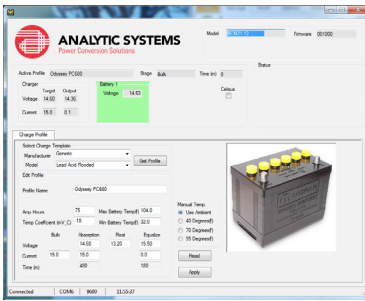 ANALYTIC SYSTEMS
Power Conversion Solutions
Model
Firmware 001000
Status
Active Profile Odyssey PC680 Stage Bulk Time (m) 0
Charger
Target Output
Voltage 14.60 14.36
Current 15.0 0.1
Battery 1
Voltage 14.63
Celsius
Charge Profile
Select Charge Template
Manufacturer Generic
Model Lead Acid Flooded
Get Profile
Edit Profile
Profile Name Odyssey PC680
Amp Hours 75 Max Battery Temp(f) 104.0
Temp Coefficient (mV_C) 18 Min Battery Temp(f) 32.0
Bulk Absorption Float Equalize
Voltage 14.60 13.20 15.50
Current 15.0 15.0 0.0
Time (m) 480 180
Manual Temp.
Use Ambient
40 Degrees(f)
70 Degrees(f)
95 Degrees(f)
Read
Apply
Connected COM6 9600 11:55:37